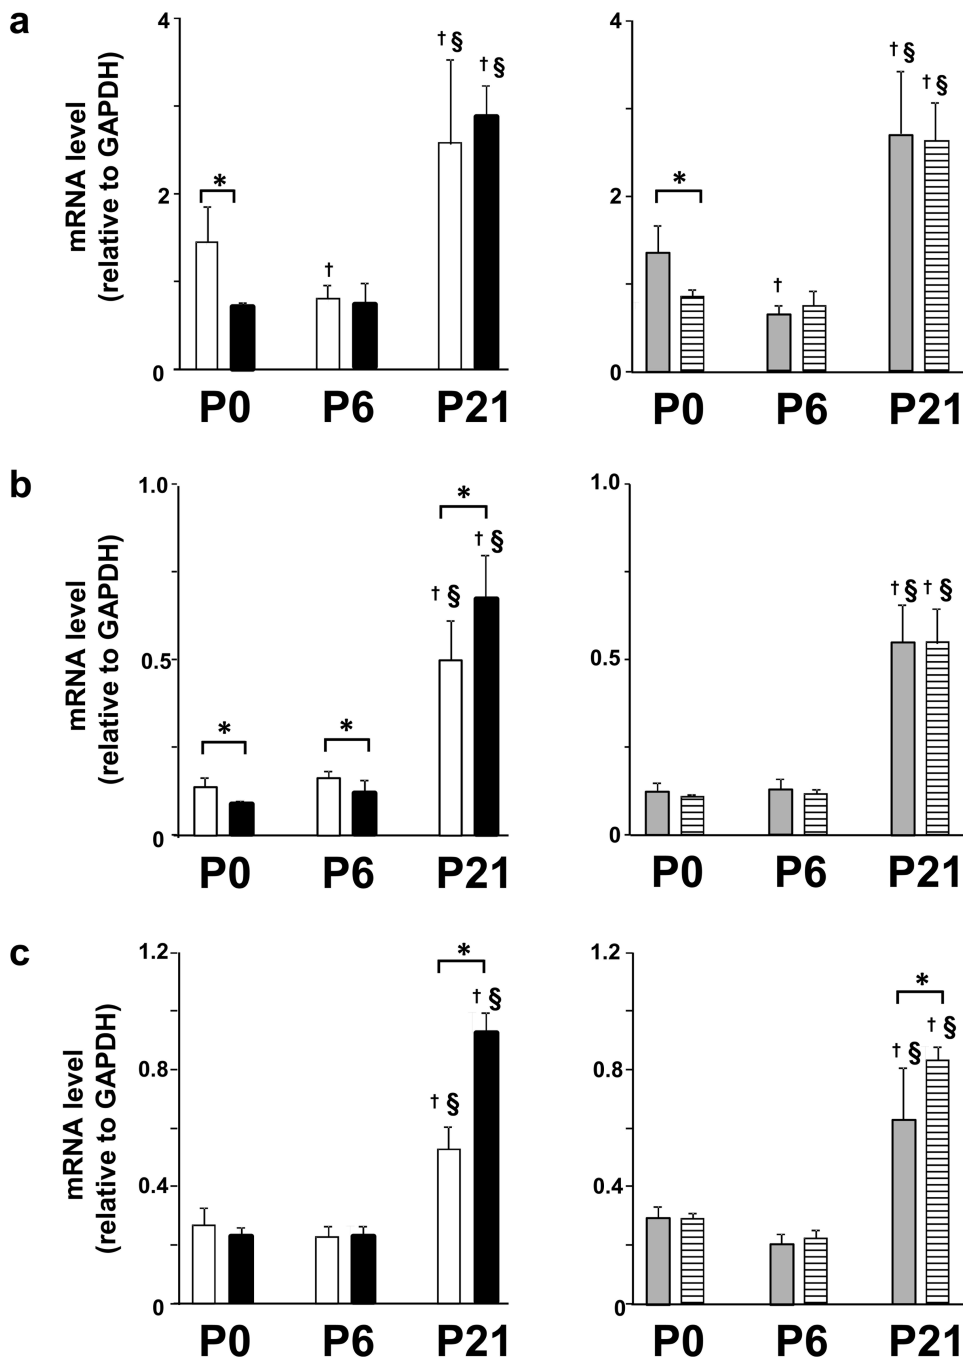 a
mRNA level
(relative to GAPDH)
4
2
0
*
†
† §
† §
P0 P6 P21
4
2
0
*
†
† §
† §
P0 P6 P21
b
mRNA level
(relative to GAPDH)
1.0
0.5
0
*
*
*
† §
† §
P0 P6 P21
1.0
0.5
0
† § † §
P0 P6 P21
c
mRNA level
(relative to GAPDH)
1.2
0.8
0.4
0
*
† §
† §
P0 P6 P21
1.2
0.8
0.4
0
*
† §
† §
P0 P6 P21